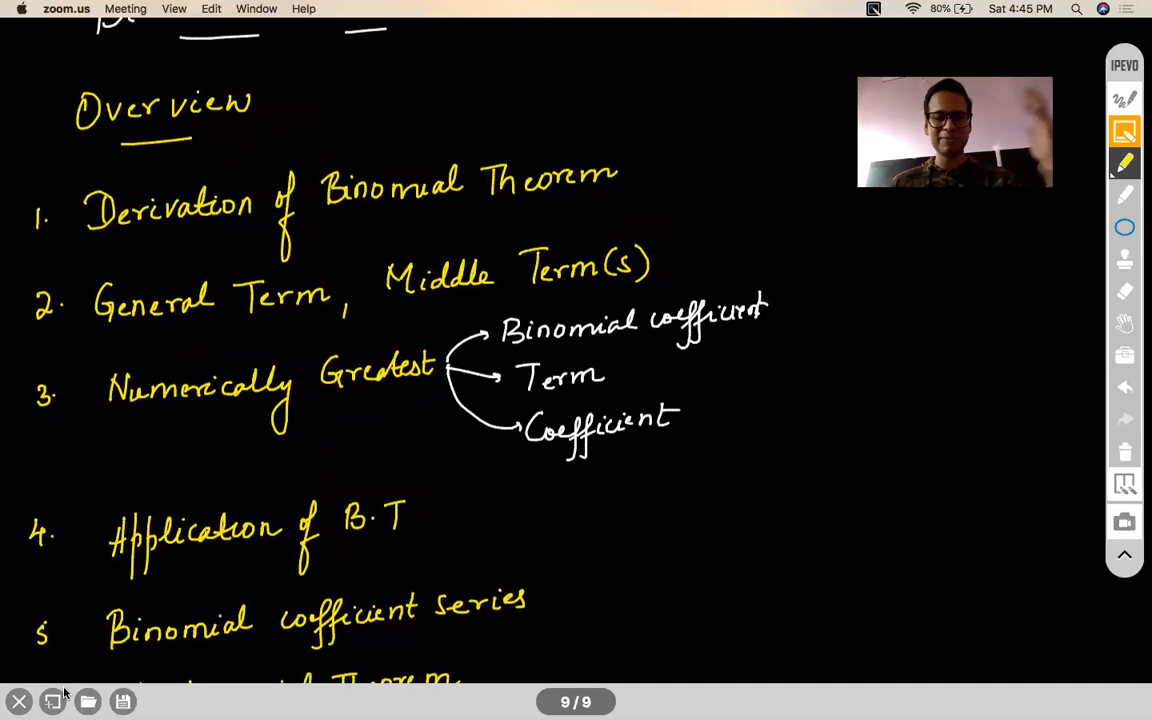 zoom.us Meeting View Edit Window Help 80% Sat 4:45 PM
IPEVO
Overview
1. Derivation of Binomial Theorem
2. General Term, Middle Term(s)
3. Numerically Greatest
Binomial coefficient
Term
Coefficient
4. Application of B.T
5 Binomial coefficient series
Theorem
9/9